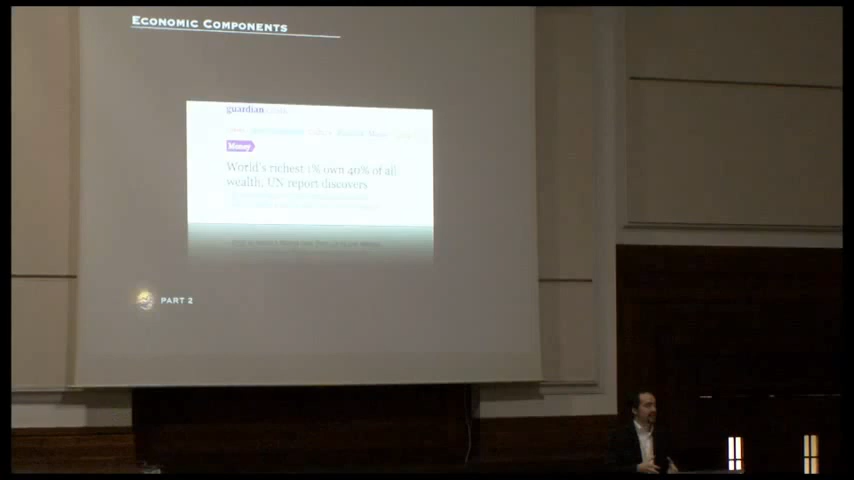 ECONOMIC COMPONENTS
guardian
Money
World's richest 1% own 40% of all
wealth, UN report discovers
PART 2